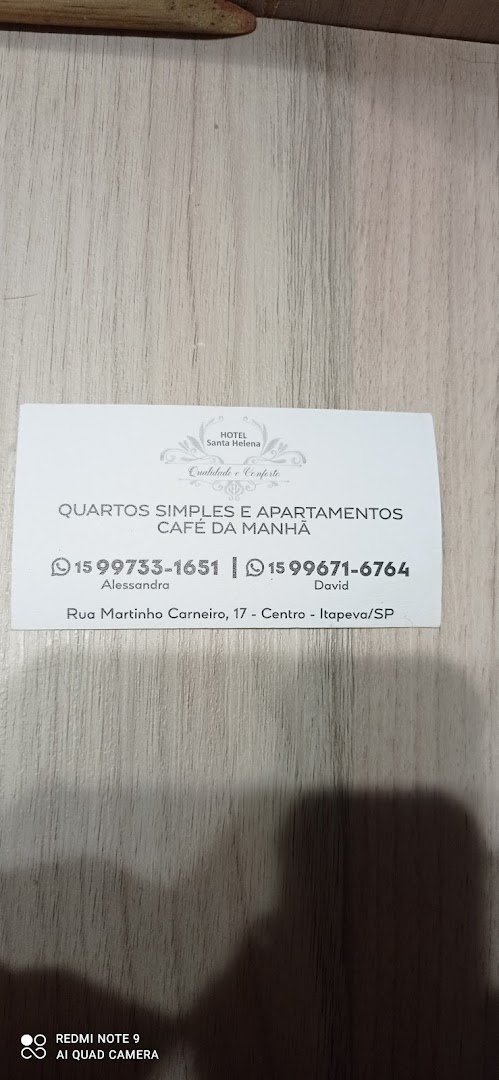 HOTEL
Santa Helena
Qualidade e Conforto
QUARTOS SIMPLES E APARTAMENTOS
CAFÉ DA MANHÃ
15 99733-1651 | 15 99671-6764
Alessandra David
Rua Martinho Carneiro, 17 - Centro - Itapeva/SP
REDMI NOTE 9
AI QUAD CAMERA